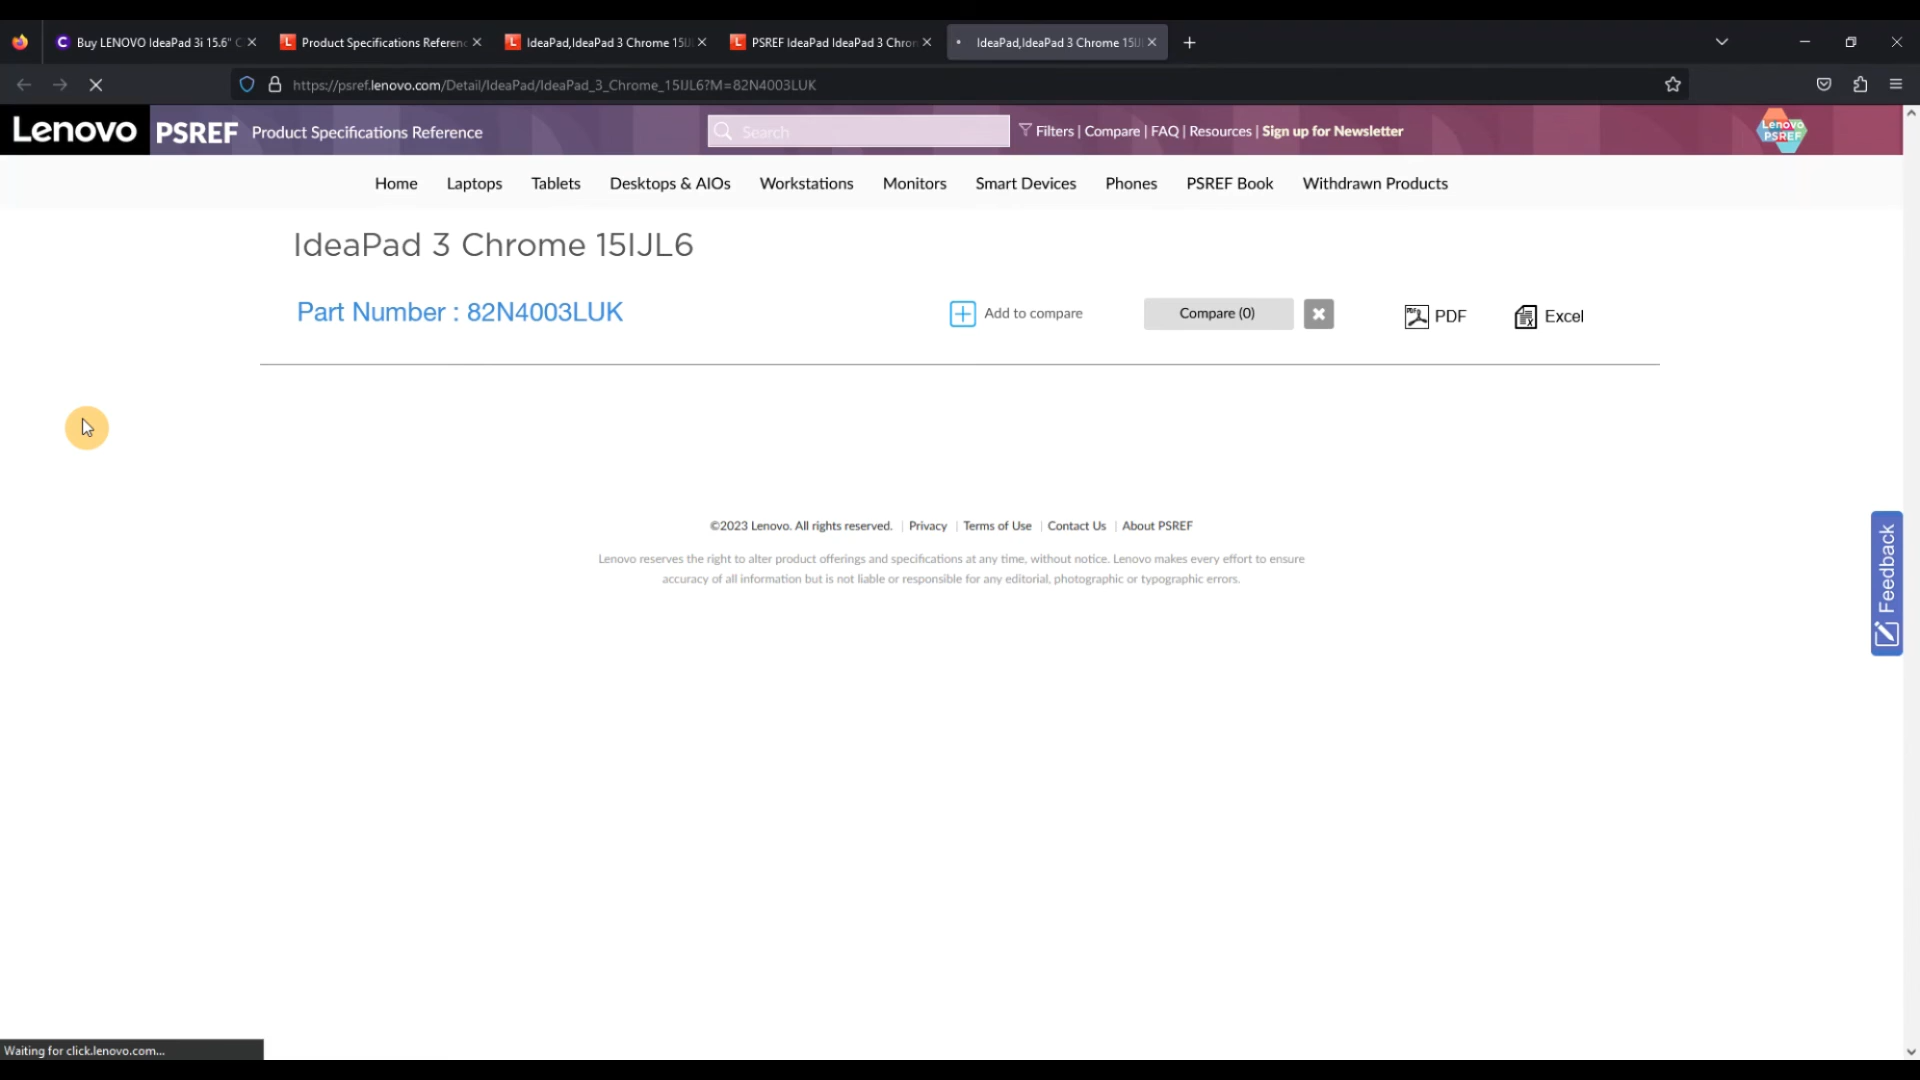 Buy LENOVO IdeaPad 3i 15.6" C
Product Specifications Referenc
IdeaPad,IdeaPad 3 Chrome 15IJ
PSREF IdeaPad IdeaPad 3 Chron
IdeaPad,IdeaPad 3 Chrome 15IJ
https://psref.lenovo.com/Detail/IdeaPad/IdeaPad_3_Chrome_15IJL6?M=82N4003LUK
Lenovo PSREF Product Specifications Reference
Search
Filters | Compare | FAQ | Resources | Sign up for Newsletter
Lenovo
PSREF
Home Laptops Tablets Desktops & AIOs Workstations Monitors Smart Devices Phones PSREF Book Withdrawn Products
IdeaPad 3 Chrome 15IJL6
Part Number : 82N4003LUK
Add to compare
Compare (0)
PDF
Excel
©2023 Lenovo. All rights reserved. | Privacy | Terms of Use | Contact Us | About PSREF
Lenovo reserves the right to alter product offerings and specifications at any time, without notice. Lenovo makes every effort to ensure
accuracy of all information but is not liable or responsible for any editorial, photographic or typographic errors.
Feedback
Waiting for click.lenovo.com...